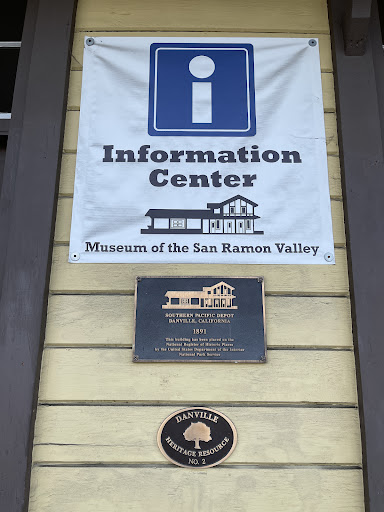 i
Information
Center
Museum of the San Ramon Valley
SOUTHERN PACIFIC DEPOT
DANVILLE, CALIFORNIA
1891
This building has been placed on the
National Register of Historic Places
by the United States Department of the Interior
National Park Service
DANVILLE
HERITAGE RESOURCE
NO. 2